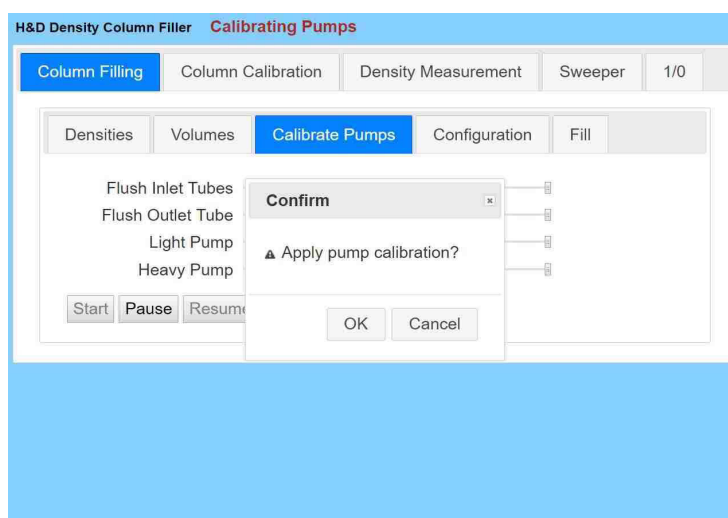 H&D Density Column Filler Calibrating Pumps
Column Filling Column Calibration Density Measurement Sweeper 1/0
Densities Volumes Calibrate Pumps Configuration Fill
Flush Inlet Tubes
Flush Outlet Tube
Light Pump
Heavy Pump
Start Pause Resume
Confirm
Apply pump calibration?
OK Cancel